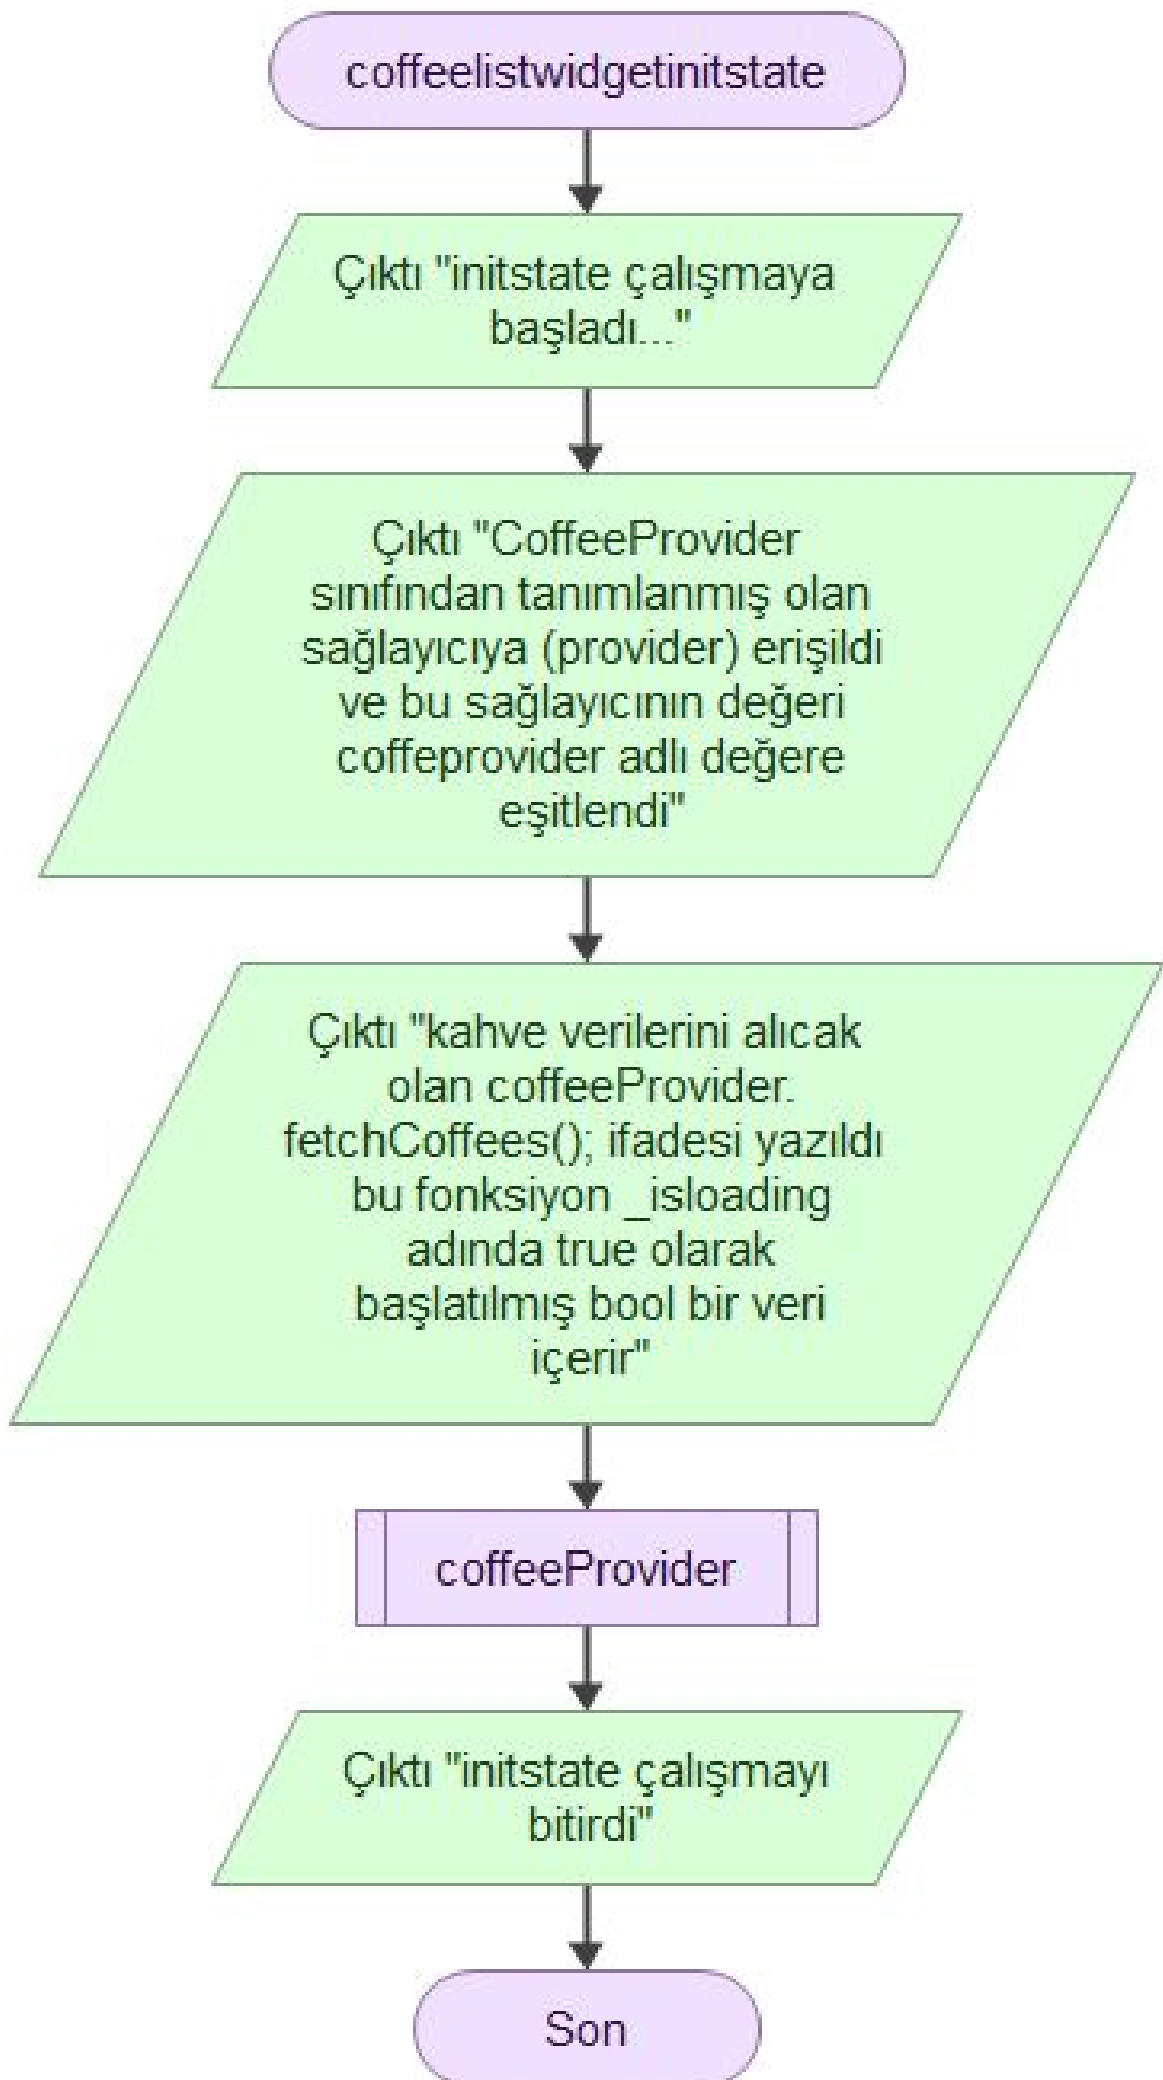 coffeelistwidgetinitstate
Çıktı "initstate çalışmaya
başladı..."
Çıktı "CoffeeProvider
sınıfından tanımlanmış olan
sağlayıcıya (provider) erişildi
ve bu sağlayıcının değeri
coffeprovider adlı değere
eşitlendi"
Çıktı "kahve verilerini alıcak
olan coffeeProvider.
fetchCoffees(); ifadesi yazıldı
bu fonksiyon _isloading
adında true olarak
başlatılmış bool bir veri
içerir"
coffeeProvider
Çıktı "initstate çalışmayı
bitirdi"
Son